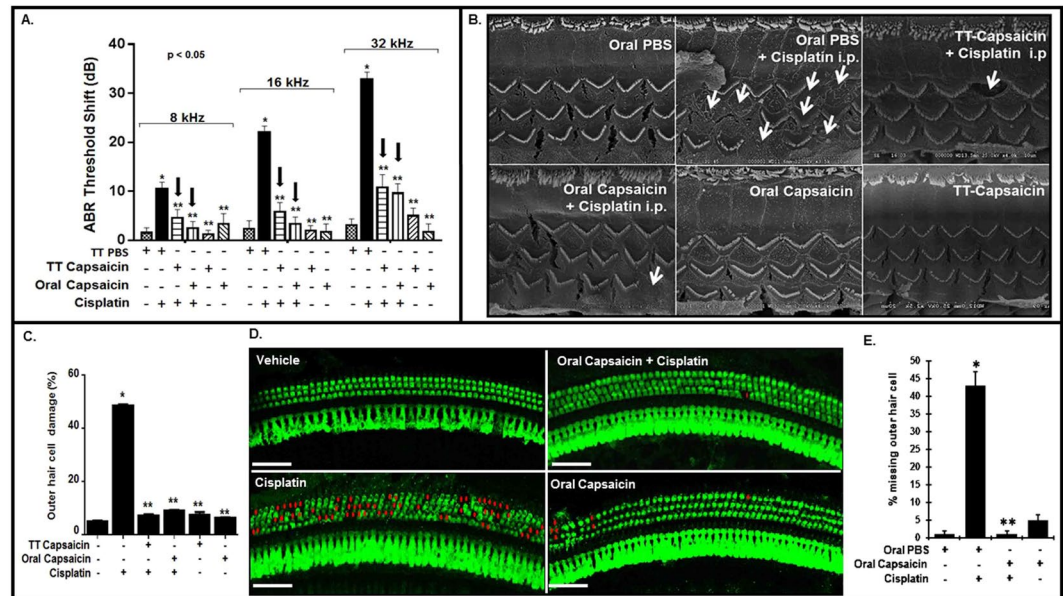 A.
p < 0.05
8 kHz
16 kHz
32 kHz
ABR Threshold Shift (dB)
40
30
20
10
0
* ** ** ** **
* ** ** ** **
* ** ** ** **
TT PBS + + - - - - + + - - - - + + - - - -
TT Capsaicin - - + - + - - - + - + - - - + - + -
Oral Capsaicin - - - + - + - - - + - + - - - + - +
Cisplatin - + + + - - - + + + - - - + + + - -
B.
Oral PBS
Oral PBS
+ Cisplatin i.p.
TT-Capsaicin
+ Cisplatin i.p
Oral Capsaicin
+ Cisplatin i.p.
Oral Capsaicin
TT-Capsaicin
C.
Outer hair cell damage (%)
60
40
20
0
* ** ** ** **
TT Capsaicin - - + - + -
Oral Capsaicin - - - + - +
Cisplatin - + + + - -
D.
Vehicle
Oral Capsaicin + Cisplatin
Cisplatin
Oral Capsaicin
E.
% missing outer hair cell
50
45
40
35
30
25
20
15
10
5
0
*
**
Oral PBS + + - -
Oral Capsaicin - - + +
Cisplatin - + + -